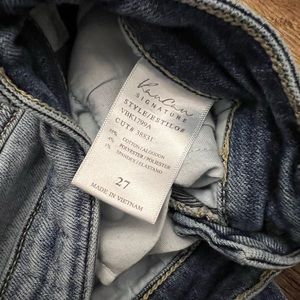 KanCan
SIGNATURE
STYLE/ESTILO#
CUT#
COTTON/ALGODON
POLYESTER/POLIESTER
SPANDEX/ELASTANO
27
MADE IN VIETNAM